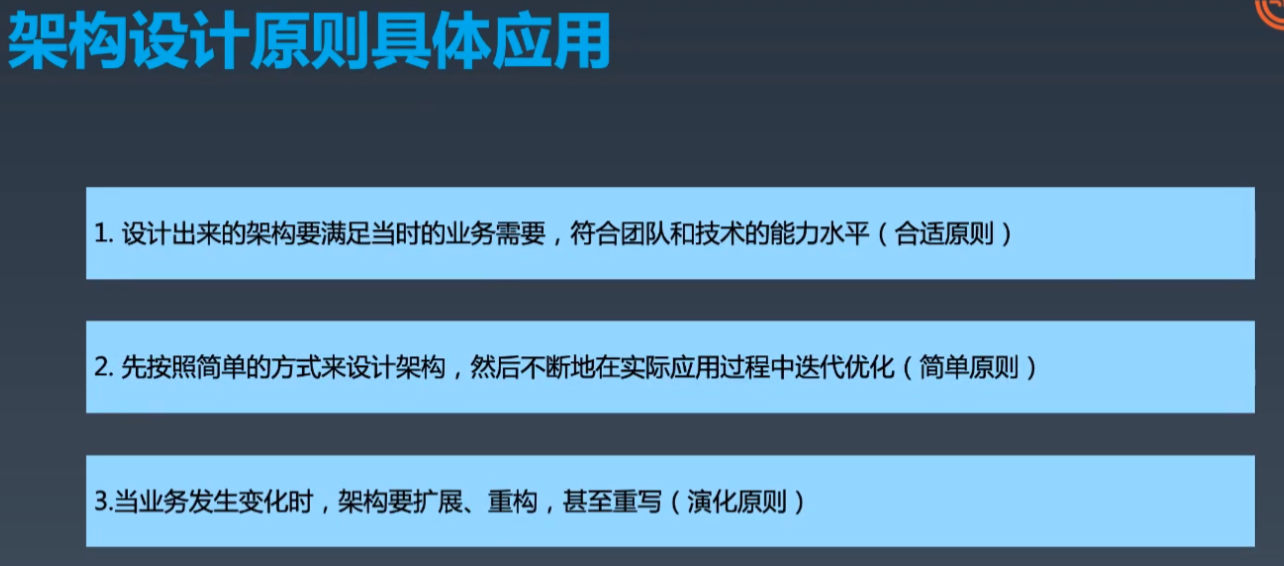 架构设计原则具体应用
1. 设计出来的架构要满足当时的业务需要，符合团队和技术的能力水平（合适原则）
2. 先按照简单的方式来设计架构，然后不断地在实际应用过程中迭代优化（简单原则）
3.当业务发生变化时，架构要扩展、重构，甚至重写（演化原则）